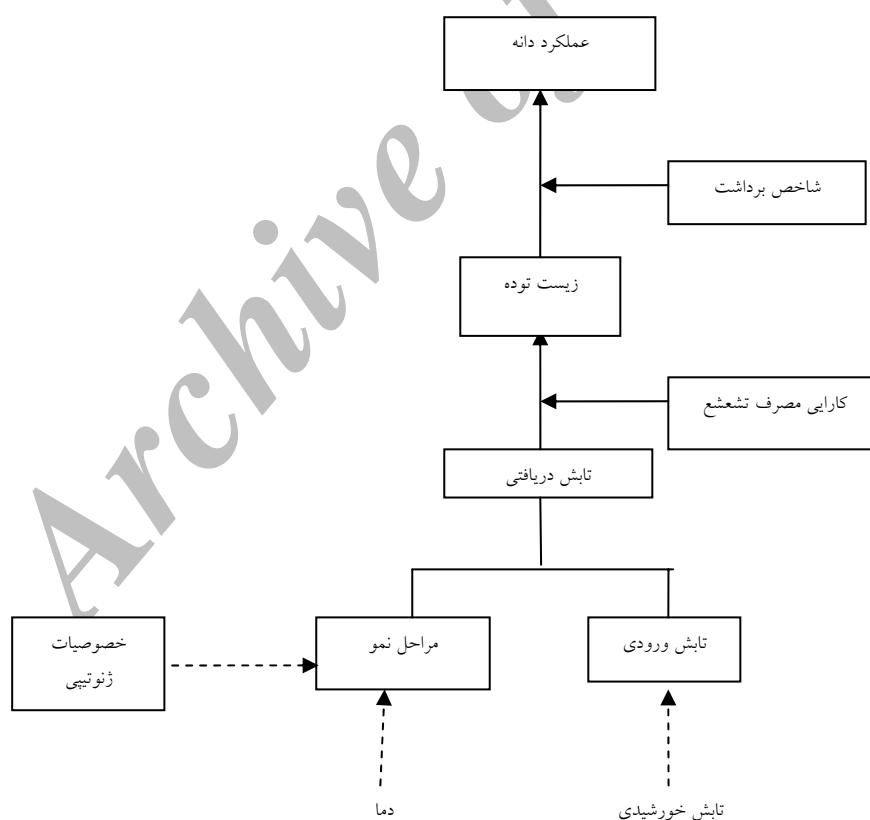 عملکرد دانه
شاخص برداشت
زیست توده
کارایی مصرف تشعشع
تابش دریافتی
خصوصیات
ژنوتیپی
مراحل نمو
تابش ورودی
دما
تابش خورشیدی
Archive of